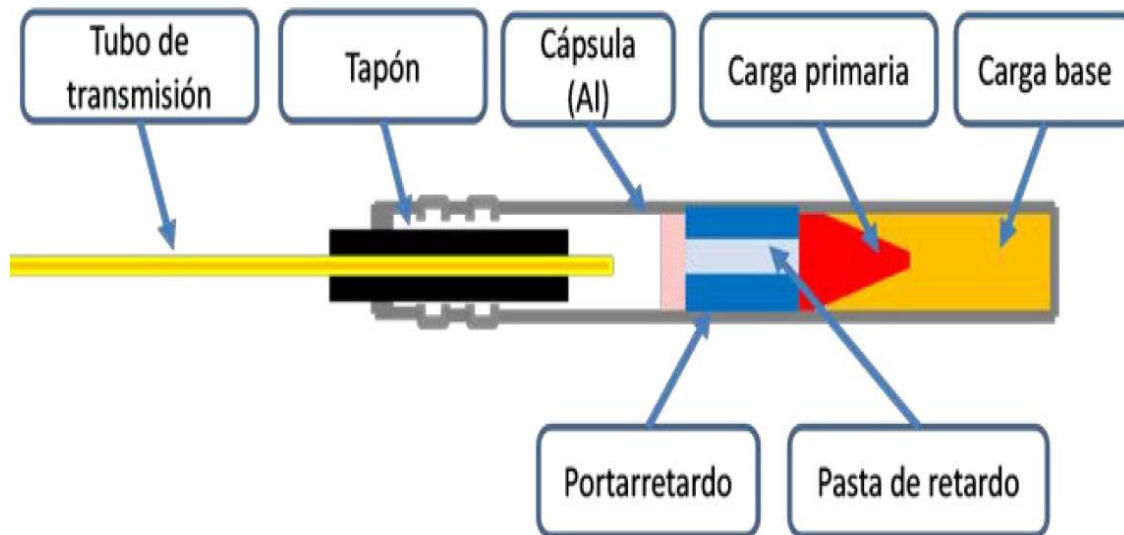 Tubo de
transmisión
Tapón
Cápsula
(Al)
Carga primaria
Carga base
Portarretardo
Pasta de retardo